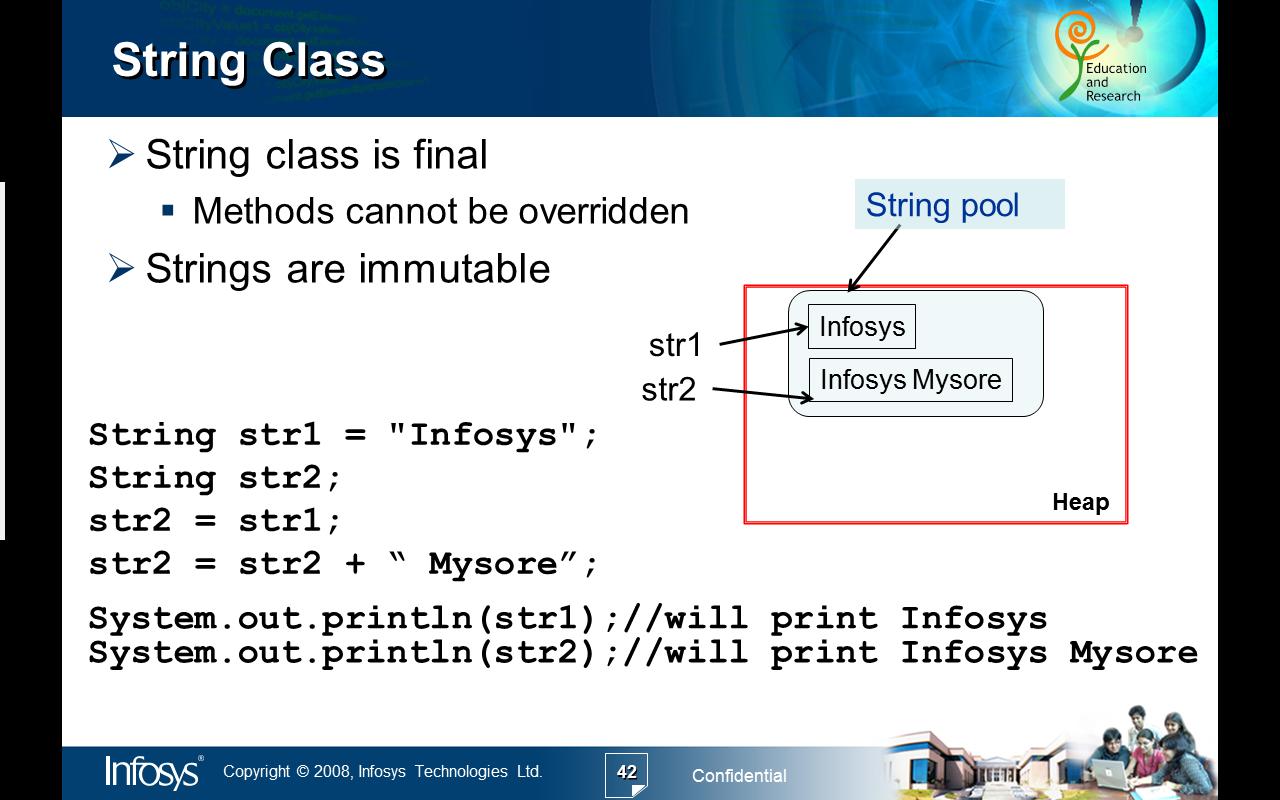 String Class
Education
and
Research
String class is final
Methods cannot be overridden
Strings are immutable
String pool
Infosys
Infosys Mysore
str1
str2
Heap
String str1 = "Infosys";
String str2;
str2 = str1;
str2 = str2 + “ Mysore”;
System.out.println(str1);//will print Infosys
System.out.println(str2);//will print Infosys Mysore
Infosys®
Copyright © 2008, Infosys Technologies Ltd.
42
Confidential